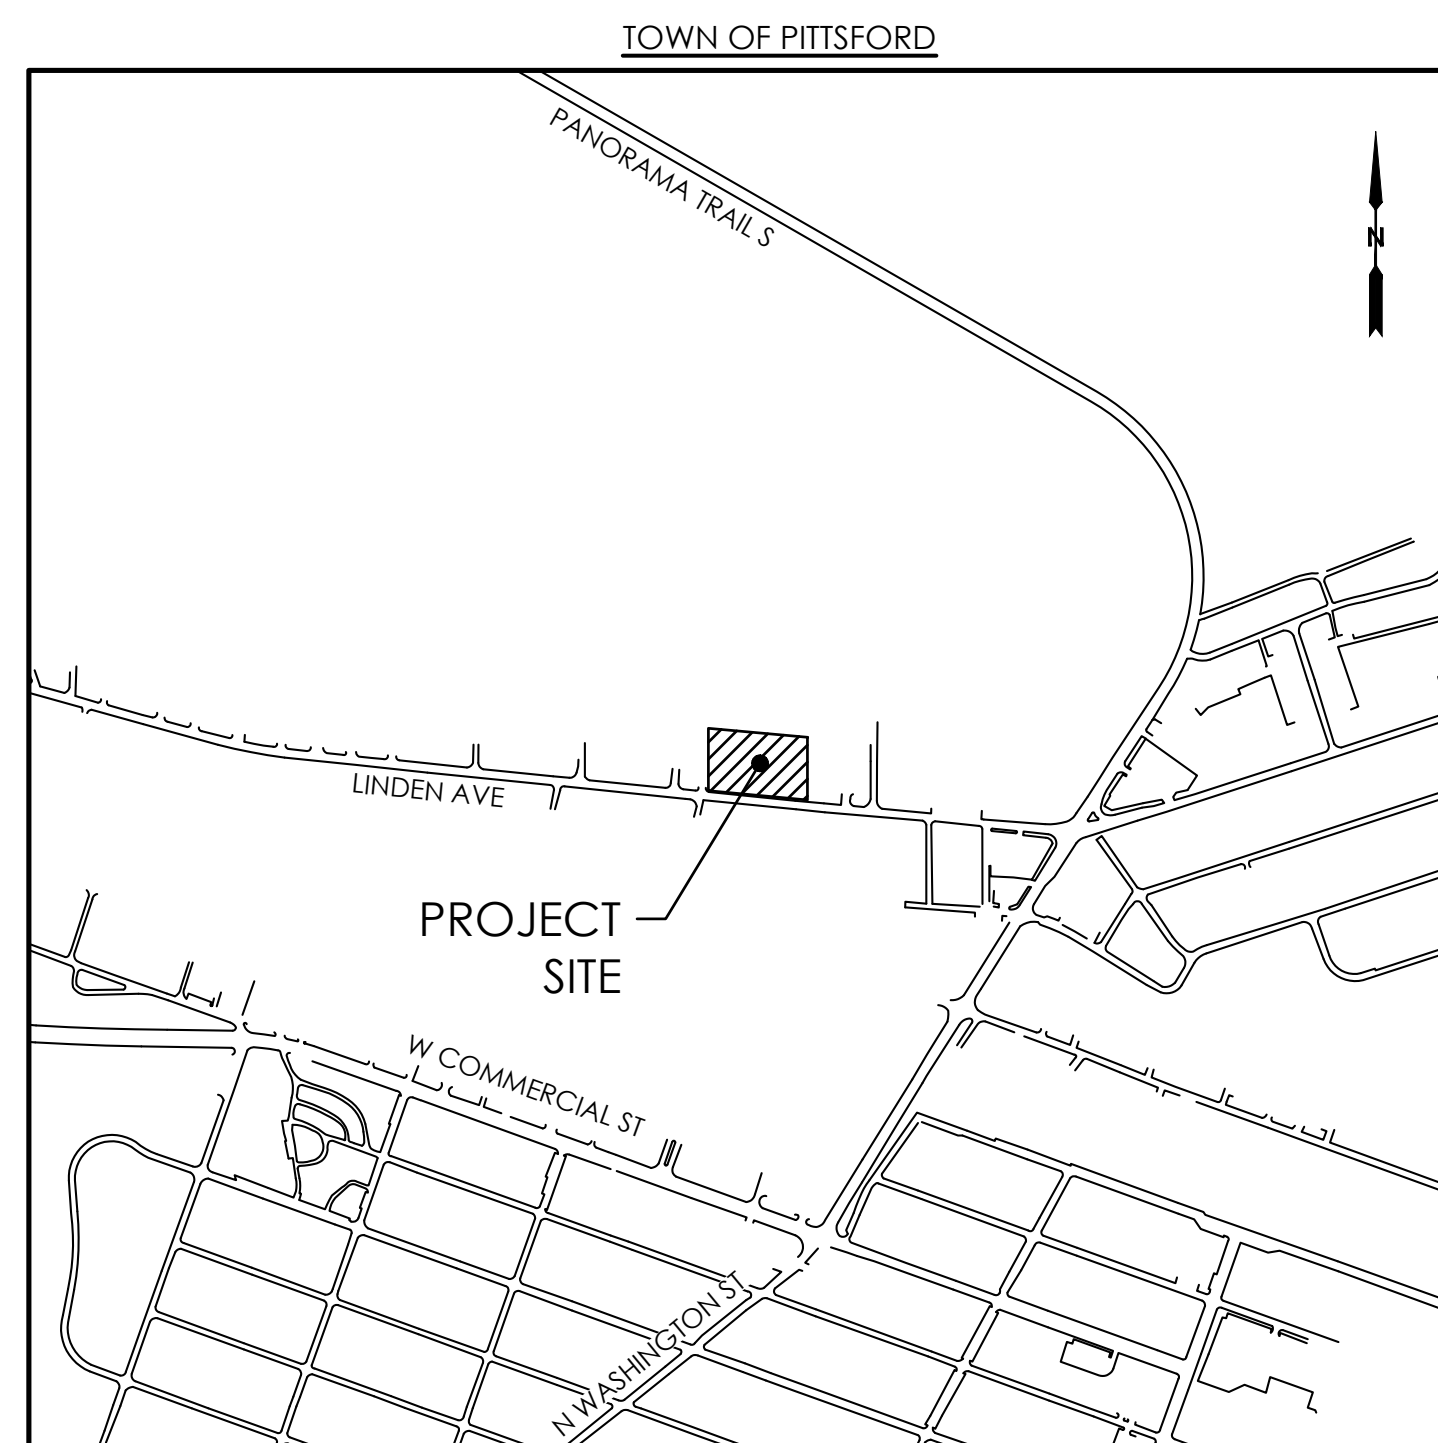 TOWN OF PITTSFORD
PANORAMA TRAIL S
N
LINDEN AVE
PROJECT
SITE
W COMMERCIAL ST
N WASHINGTON ST